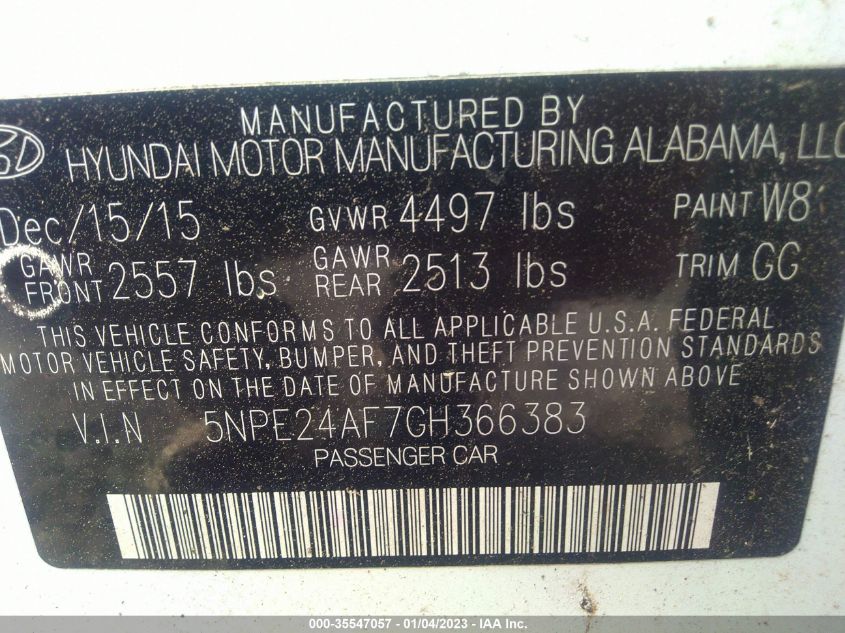 MANUFACTURED BY
HYUNDAI MOTOR MANUFACTURING ALABAMA, LLC
Dec/15/15 GVWR 4497 lbs PAINT W8
GAWR FRONT 2557 lbs GAWR REAR 2513 lbs TRIM GG
THIS VEHICLE CONFORMS TO ALL APPLICABLE U.S.A. FEDERAL
MOTOR VEHICLE SAFETY, BUMPER, AND THEFT PREVENTION STANDARDS
IN EFFECT ON THE DATE OF MANUFACTURE SHOWN ABOVE
V.I.N 5NPE24AF7GH366383
PASSENGER CAR
000-35547057 - 01/04/2023 - IAA Inc.